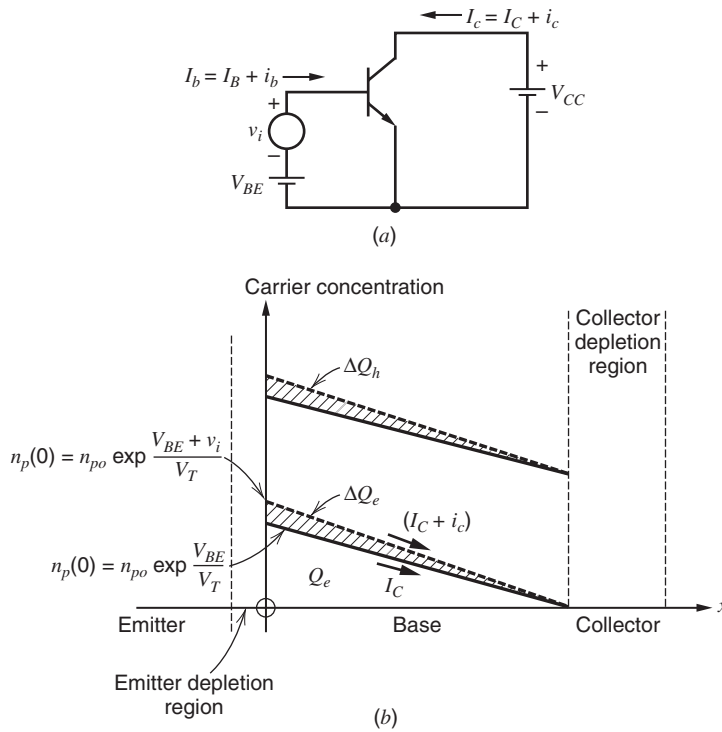 I_c = I_C + i_c
I_b = I_B + i_b
+
v_i
−
V_BE
+
V_CC
−
(a)
Carrier concentration
Collector
depletion
region
ΔQ_h
n_p(0) = n_po exp (V_BE + v_i)/V_T
ΔQ_e
(I_C + i_c)
n_p(0) = n_po exp V_BE/V_T
Q_e
I_C
x
Emitter
Base
Collector
Emitter depletion
region
(b)